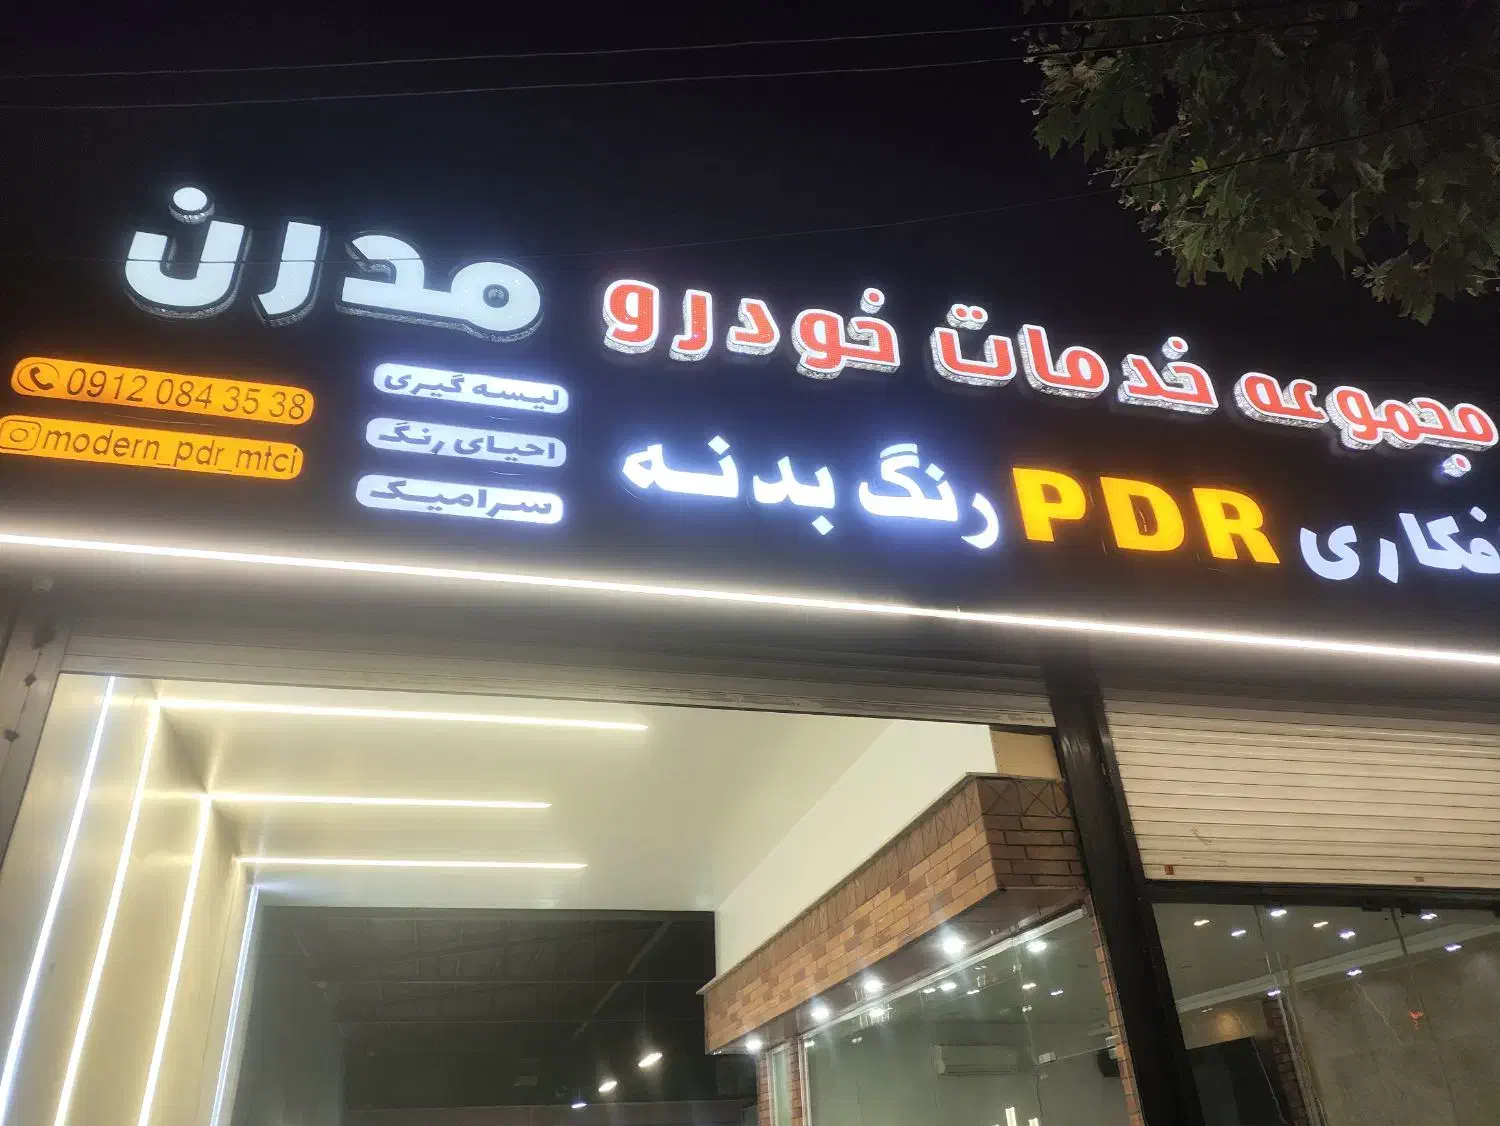 مجموعه خدمات خودرو
مدرن
PDR رنگ بدنه
لیسه گیری
احیای رنگ
سرامیک
0912 084 35 38
modern_pdr_mtci